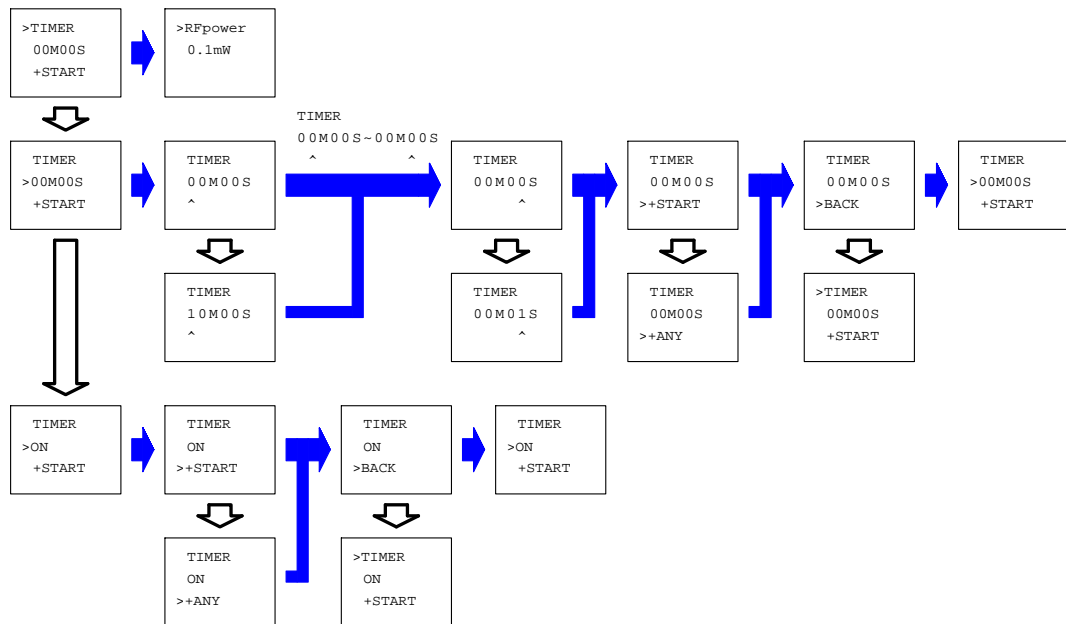 >TIMER
00M00S
+START
>RFpower
0.1mW
TIMER
00M00S~00M00S
^ ^
TIMER
>00M00S
+START
TIMER
00M00S
^
TIMER
00M00S
^
TIMER
00M00S
>+START
TIMER
00M00S
>BACK
TIMER
>00M00S
+START
TIMER
10M00S
^
TIMER
00M01S
^
TIMER
00M00S
>+ANY
>TIMER
00M00S
+START
TIMER
>ON
+START
TIMER
ON
>+START
TIMER
ON
>BACK
TIMER
>ON
+START
TIMER
ON
>+ANY
>TIMER
ON
+START